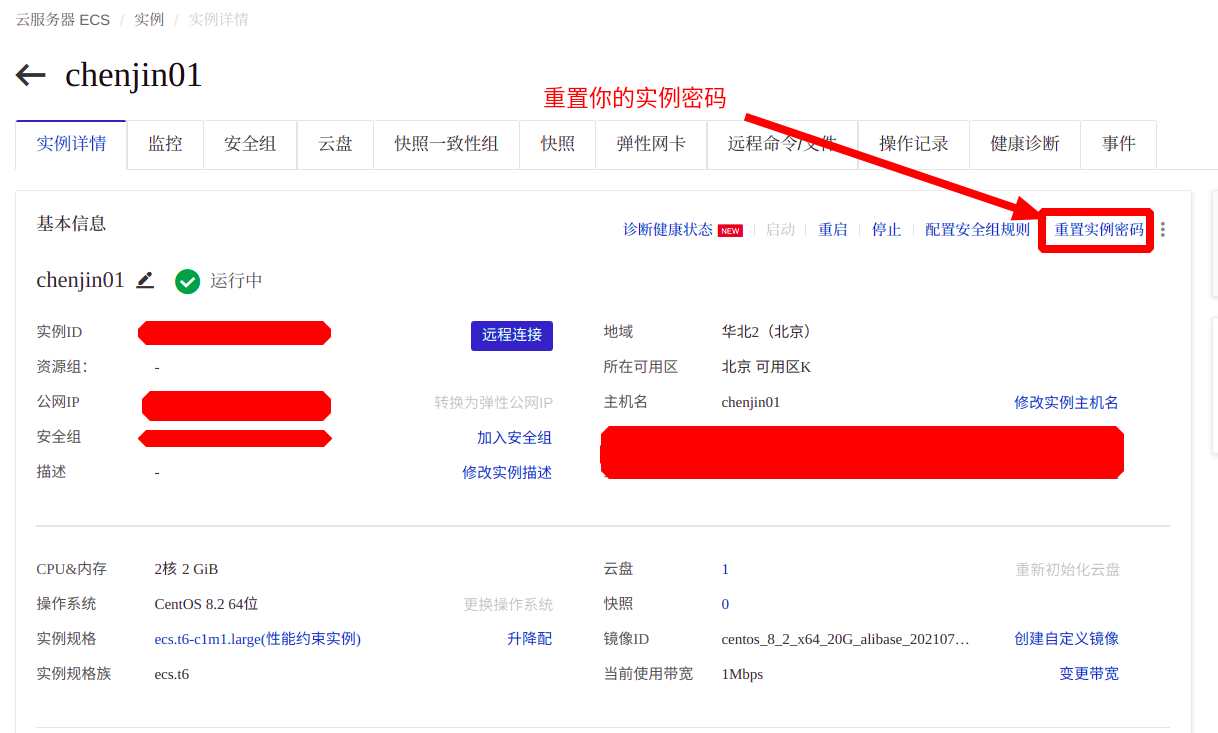 云服务器 ECS / 实例 / 实例详情
chenjin01
重置你的实例密码
实例详情 监控 安全组 云盘 快照一致性组 快照 弹性网卡 远程命令/文件 操作记录 健康诊断 事件
基本信息
诊断健康状态 NEW 启动 重启 停止 配置安全组规则 重置实例密码
chenjin01 运行中
实例ID 远程连接 地域 华北2（北京）
资源组： - 所在可用区 北京 可用区K
公网IP 转换为弹性公网IP 主机名 chenjin01 修改实例主机名
安全组 加入安全组
描述 - 修改实例描述
CPU&内存 2核 2 GiB 云盘 1 重新初始化云盘
操作系统 CentOS 8.2 64位 更换操作系统 快照 0
实例规格 ecs.t6-c1m1.large(性能约束实例) 升降配 镜像ID centos_8_2_x64_20G_alibase_202107… 创建自定义镜像
实例规格族 ecs.t6 当前使用带宽 1Mbps 变更带宽